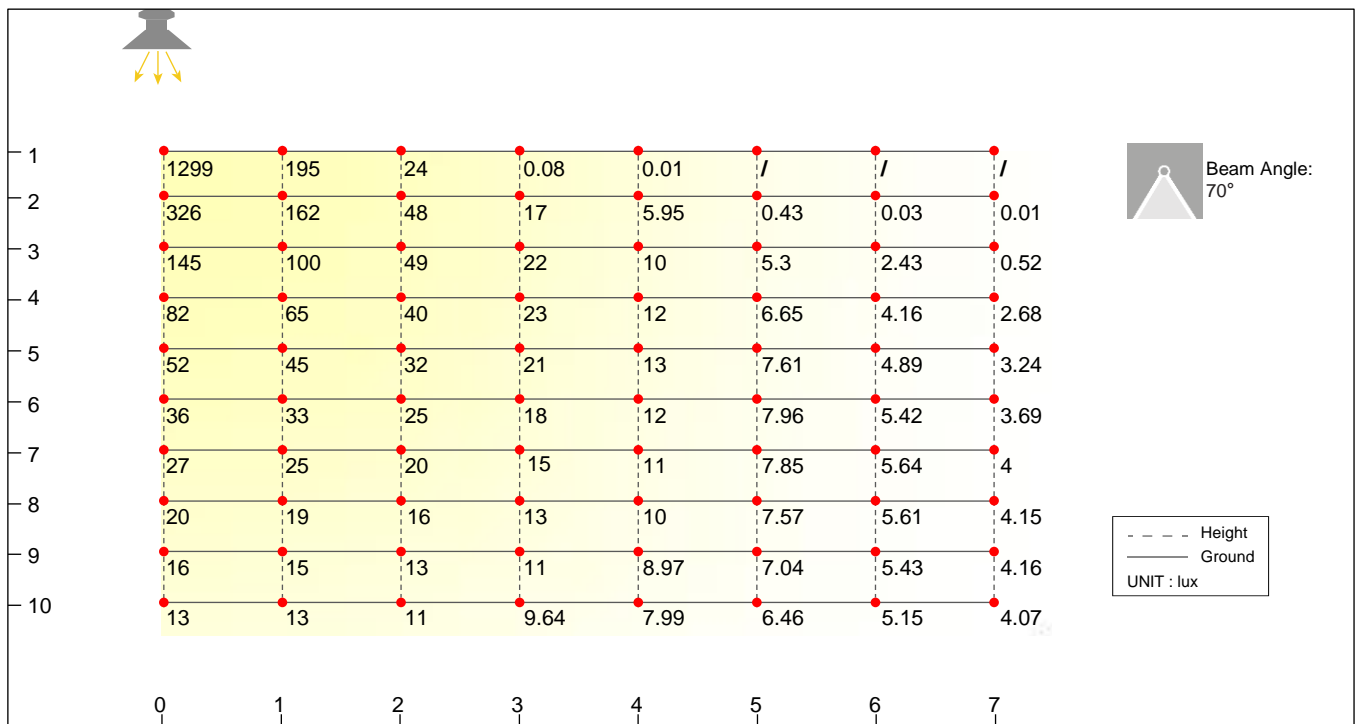 1 1299 195 24 0.08 0.01 / / /
2 326 162 48 17 5.95 0.43 0.03 0.01
3 145 100 49 22 10 5.3 2.43 0.52
4 82 65 40 23 12 6.65 4.16 2.68
5 52 45 32 21 13 7.61 4.89 3.24
6 36 33 25 18 12 7.96 5.42 3.69
7 27 25 20 15 11 7.85 5.64 4
8 20 19 16 13 10 7.57 5.61 4.15
9 16 15 13 11 8.97 7.04 5.43 4.16
10 13 13 11 9.64 7.99 6.46 5.15 4.07
0 1 2 3 4 5 6 7
Beam Angle:
70°
Height
Ground
UNIT : lux